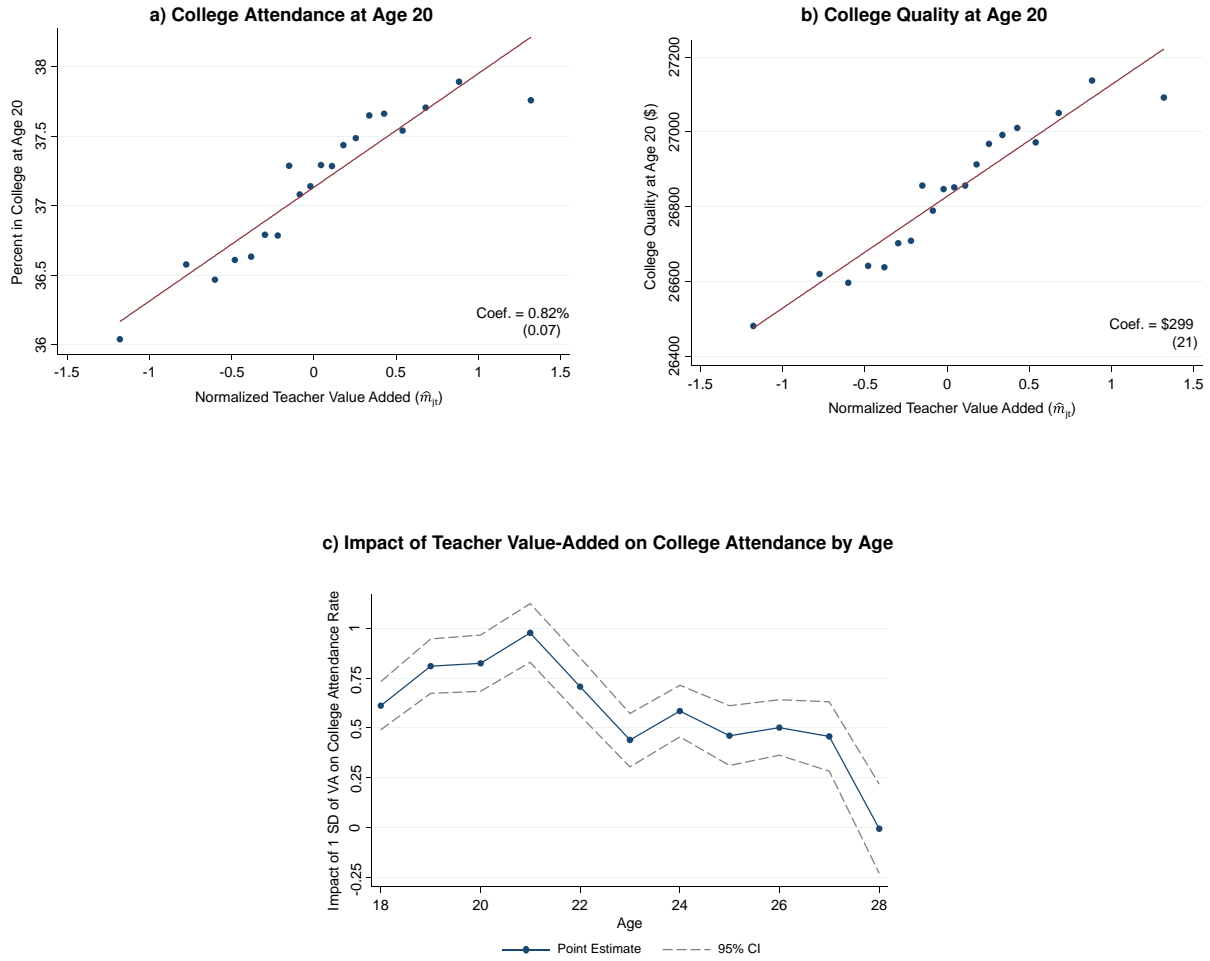 a) College Attendance at Age 20
Percent in College at Age 20
38
37.5
37
36.5
36
Coef. = 0.82%
(0.07)
-1.5 -1 -0.5 0 0.5 1 1.5
Normalized Teacher Value Added (m̂jt)
b) College Quality at Age 20
College Quality at Age 20 ($)
27200
27000
26800
26600
26400
Coef. = $299
(21)
-1.5 -1 -0.5 0 0.5 1 1.5
Normalized Teacher Value Added (m̂jt)
c) Impact of Teacher Value-Added on College Attendance by Age
Impact of 1 SD of VA on College Attendance Rate
1
0.75
0.5
0.25
0
-0.25
18 20 22 24 26 28
Age
Point Estimate 95% CI